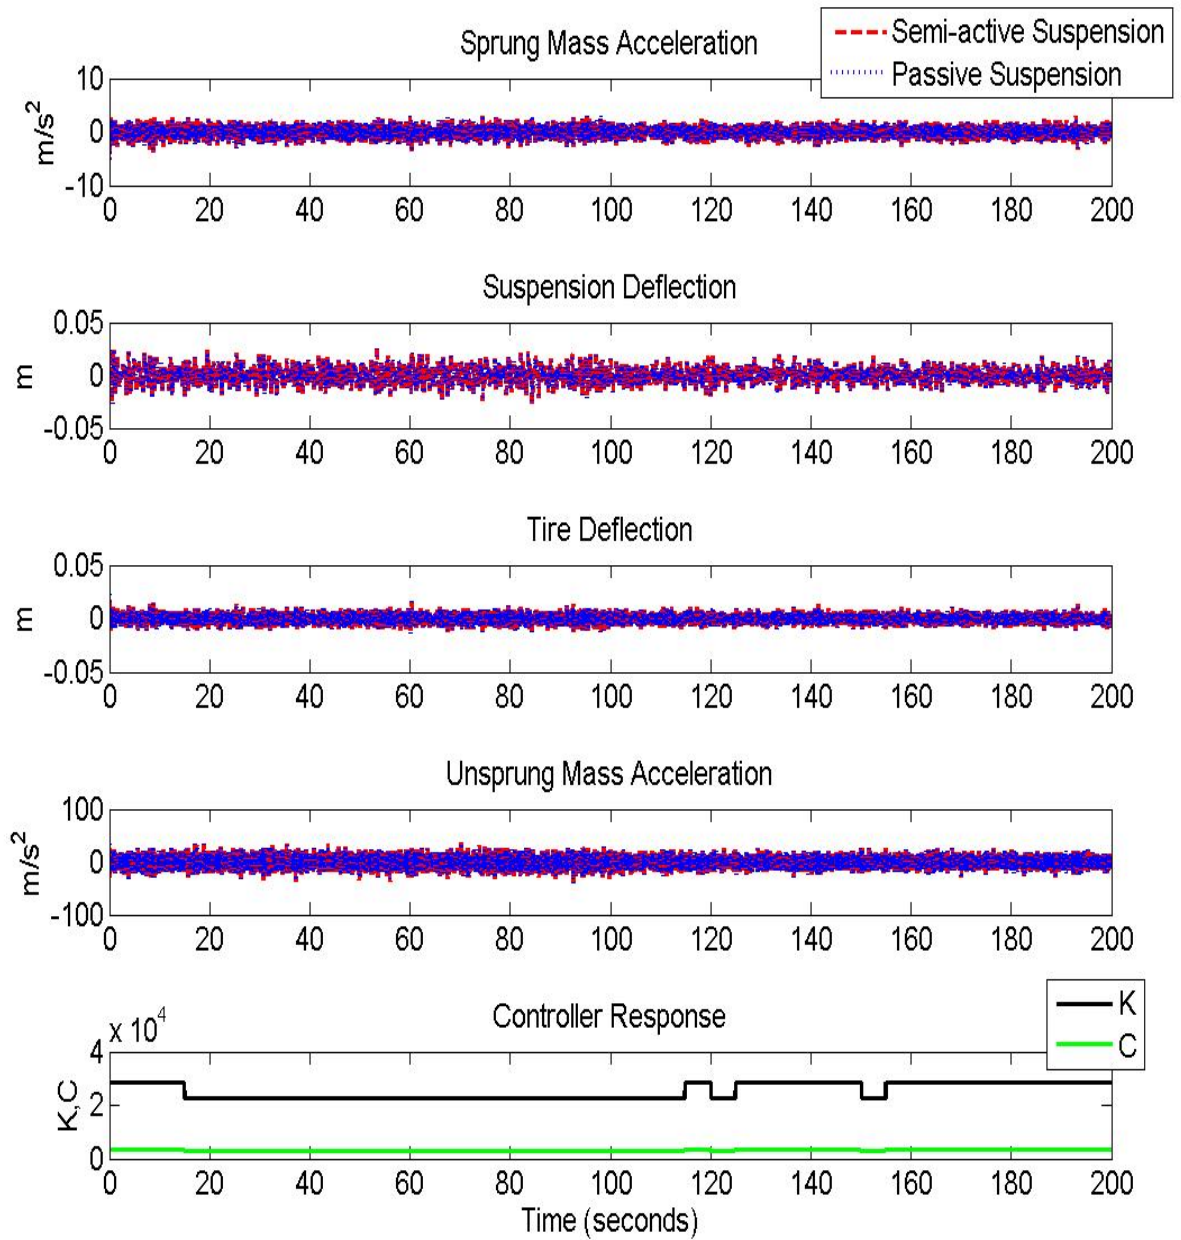 Sprung Mass Acceleration
Semi-active Suspension
Passive Suspension
m/s²
10
0
-10
0 20 40 60 80 100 120 140 160 180 200
Suspension Deflection
m
0.05
0
-0.05
0 20 40 60 80 100 120 140 160 180 200
Tire Deflection
m
0.05
0
-0.05
0 20 40 60 80 100 120 140 160 180 200
Unsprung Mass Acceleration
m/s²
100
0
-100
0 20 40 60 80 100 120 140 160 180 200
Controller Response
K
C
x 10⁴
K,C
4
2
0
0 20 40 60 80 100 120 140 160 180 200
Time (seconds)